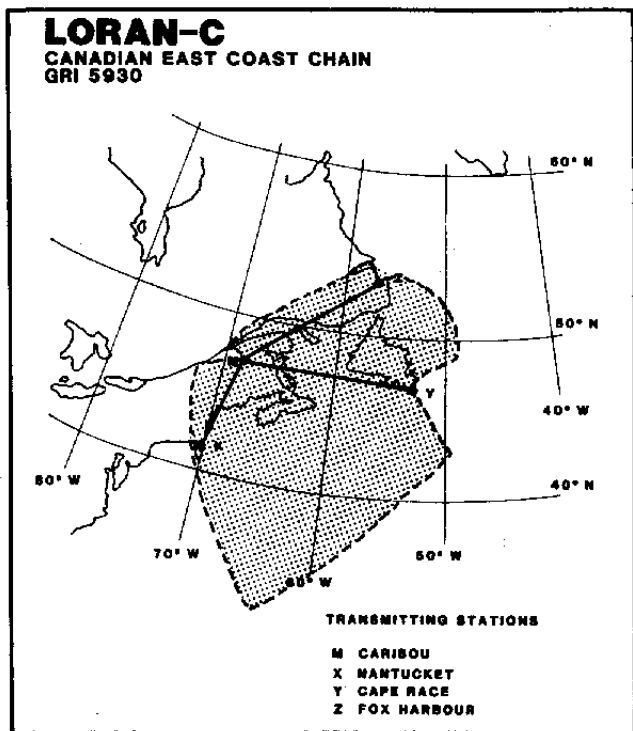 LORAN-C
CANADIAN EAST COAST CHAIN
GRI 5930
60° N
50° N
40° W
40° N
50° W
60° W
70° W
80° W
M
X
Y
Z
TRANSMITTING STATIONS
M CARIBOU
X NANTUCKET
Y CAPE RACE
Z FOX HARBOUR